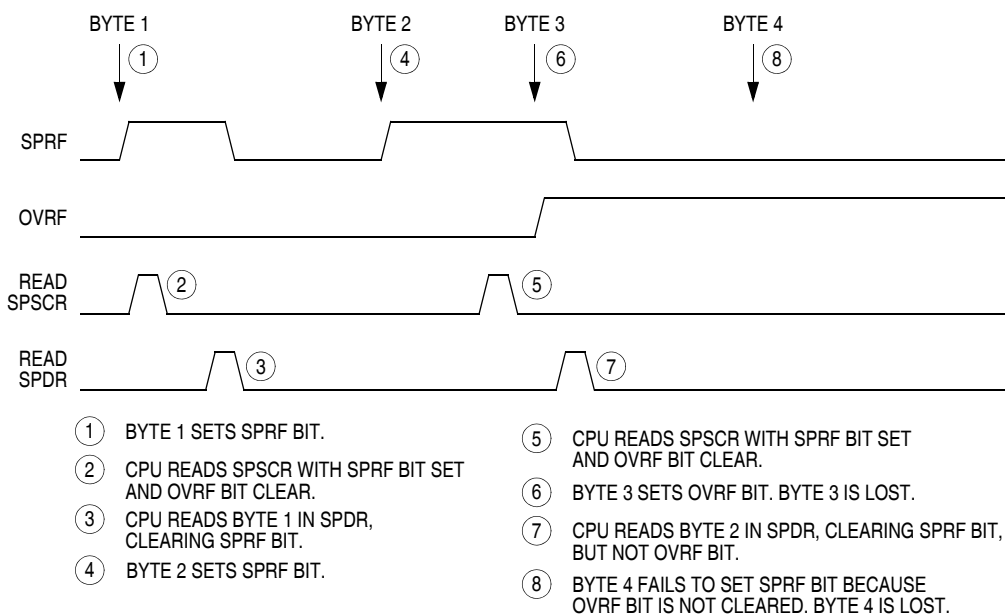 BYTE 1
BYTE 2
BYTE 3
BYTE 4
1
4
6
8
SPRF
OVRF
READ
SPSCR
2
5
READ
SPDR
3
7
1 BYTE 1 SETS SPRF BIT.
2 CPU READS SPSCR WITH SPRF BIT SET
AND OVRF BIT CLEAR.
3 CPU READS BYTE 1 IN SPDR,
CLEARING SPRF BIT.
4 BYTE 2 SETS SPRF BIT.
5 CPU READS SPSCR WITH SPRF BIT SET
AND OVRF BIT CLEAR.
6 BYTE 3 SETS OVRF BIT. BYTE 3 IS LOST.
7 CPU READS BYTE 2 IN SPDR, CLEARING SPRF BIT,
BUT NOT OVRF BIT.
8 BYTE 4 FAILS TO SET SPRF BIT BECAUSE
OVRF BIT IS NOT CLEARED. BYTE 4 IS LOST.